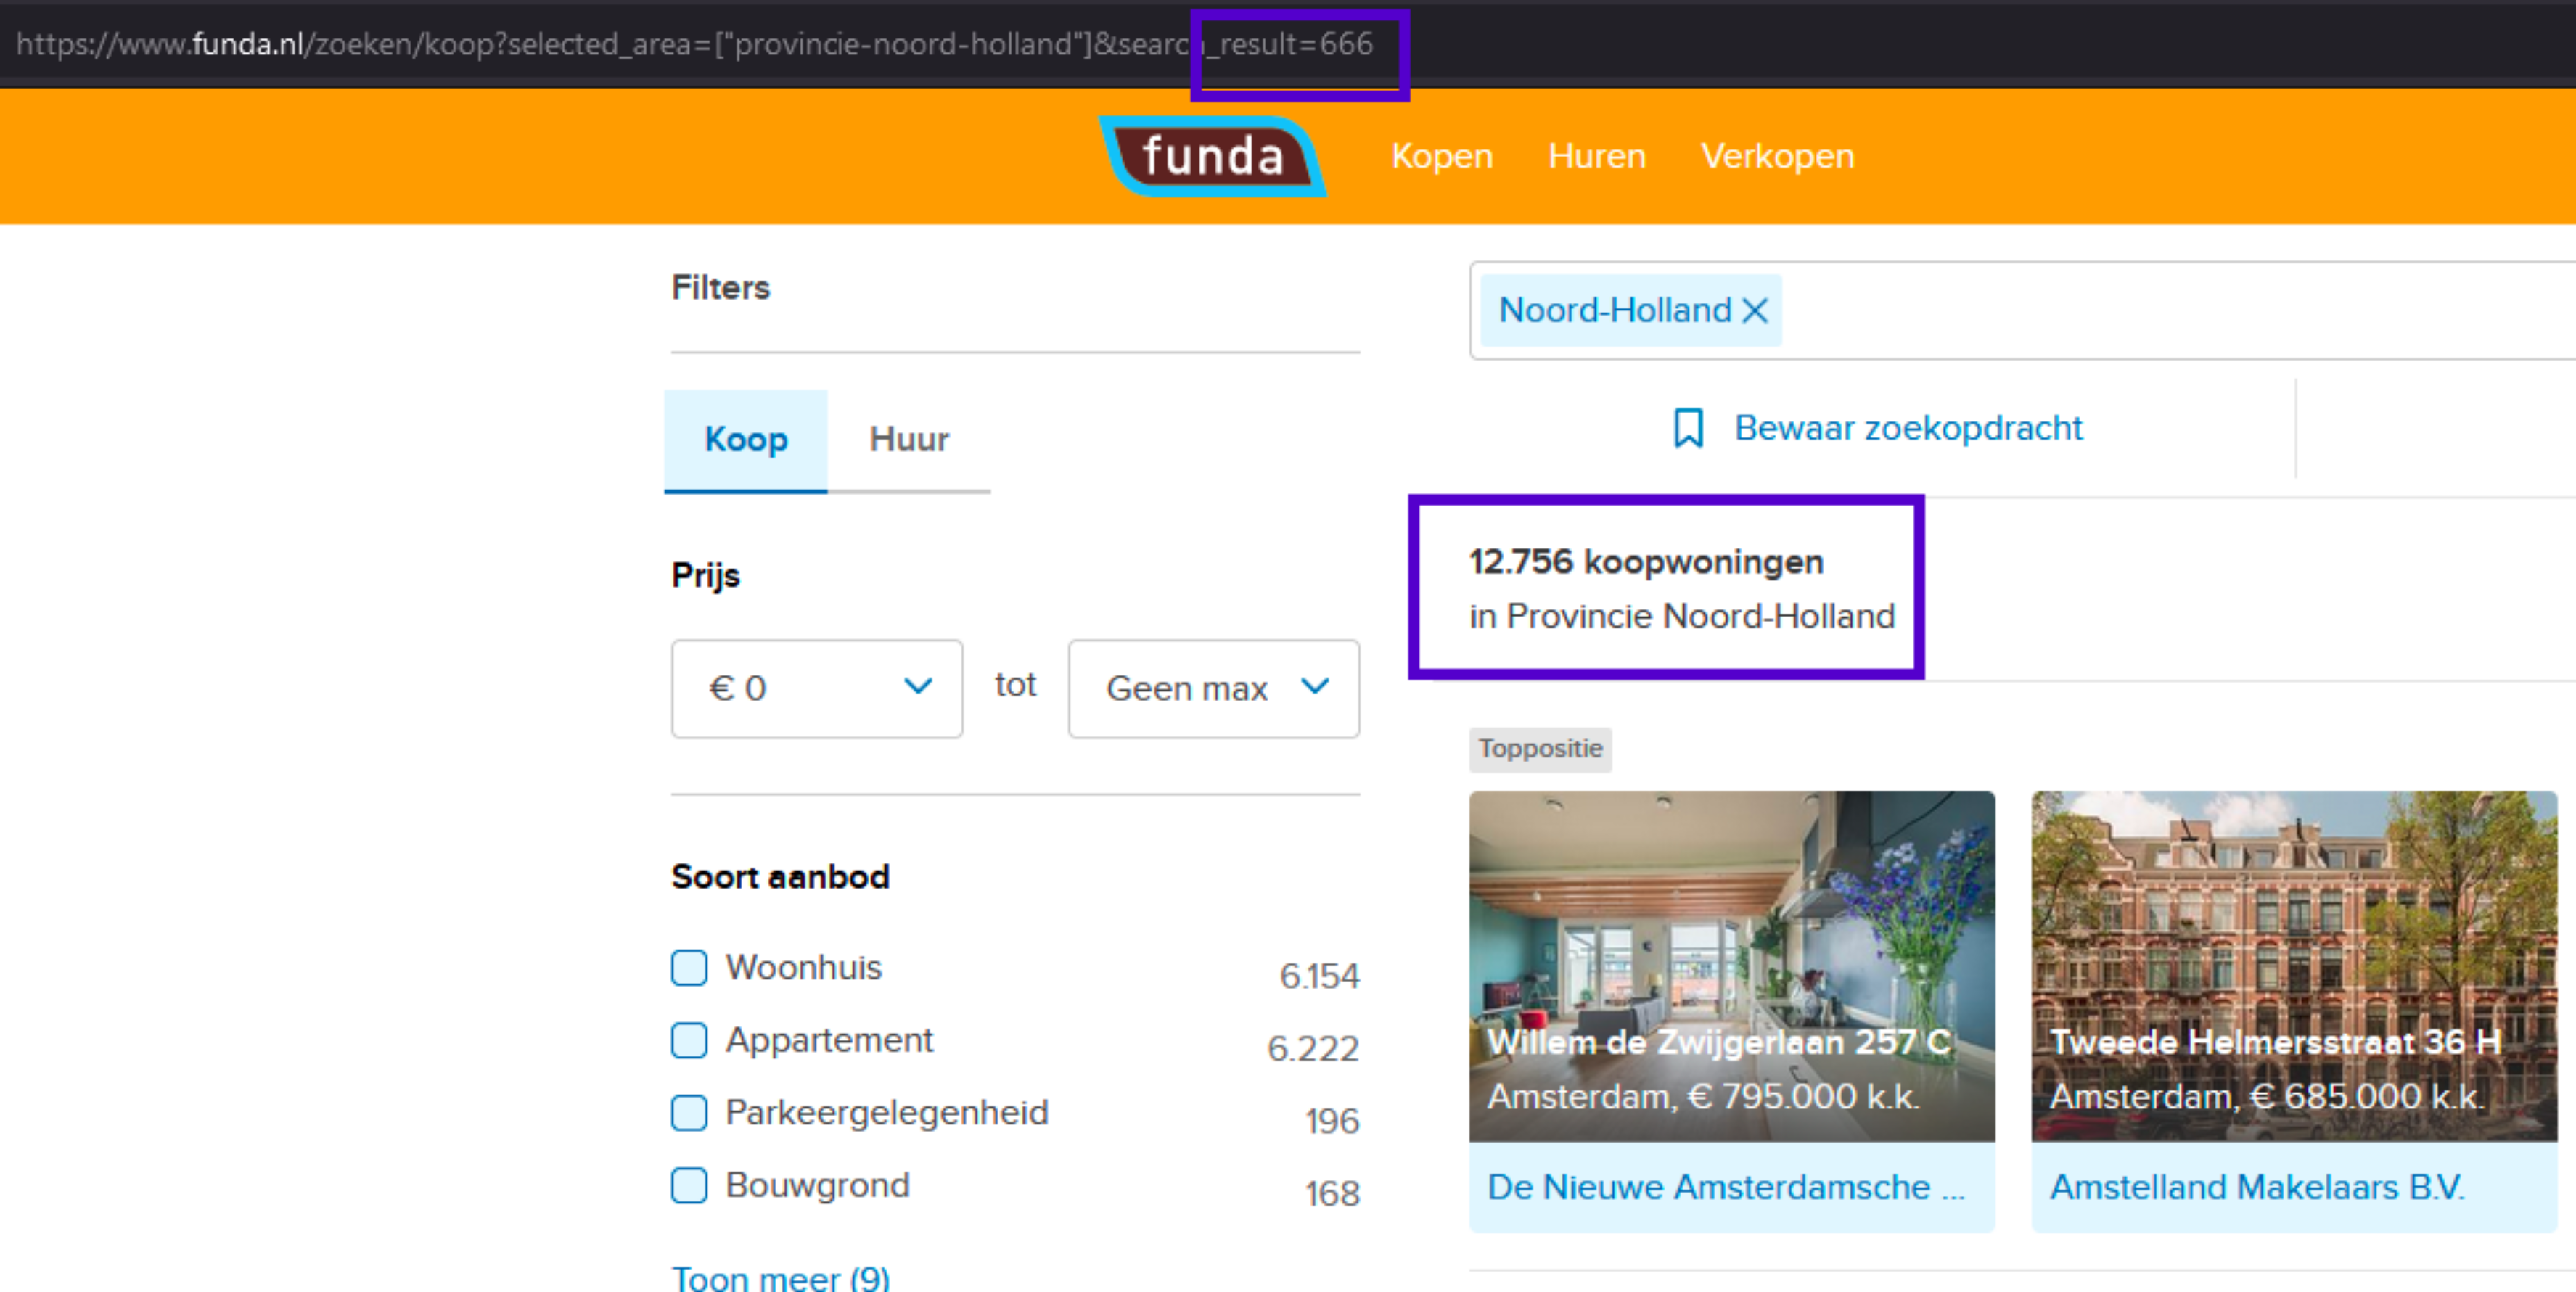 https://www.funda.nl/zoeken/koop?selected_area=["provincie-noord-holland"]&search_result=666
funda
Kopen
Huren
Verkopen
Filters
Koop
Huur
Prijs
€ 0
tot
Geen max
Soort aanbod
Woonhuis 6.154
Appartement 6.222
Parkeergelegenheid 196
Bouwgrond 168
Toon meer (9)
Noord-Holland
Bewaar zoekopdracht
12.756 koopwoningen
in Provincie Noord-Holland
Toppositie
Willem de Zwijgerlaan 257 C
Amsterdam, € 795.000 k.k.
De Nieuwe Amsterdamsche ...
Tweede Helmersstraat 36 H
Amsterdam, € 685.000 k.k.
Amstelland Makelaars B.V.